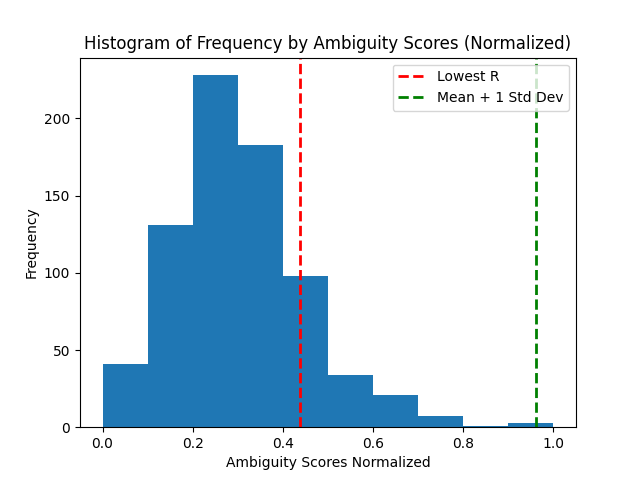 Histogram of Frequency by Ambiguity Scores (Normalized)
Lowest R
Mean + 1 Std Dev
Frequency
200
150
100
50
0
0.0 0.2 0.4 0.6 0.8 1.0
Ambiguity Scores Normalized